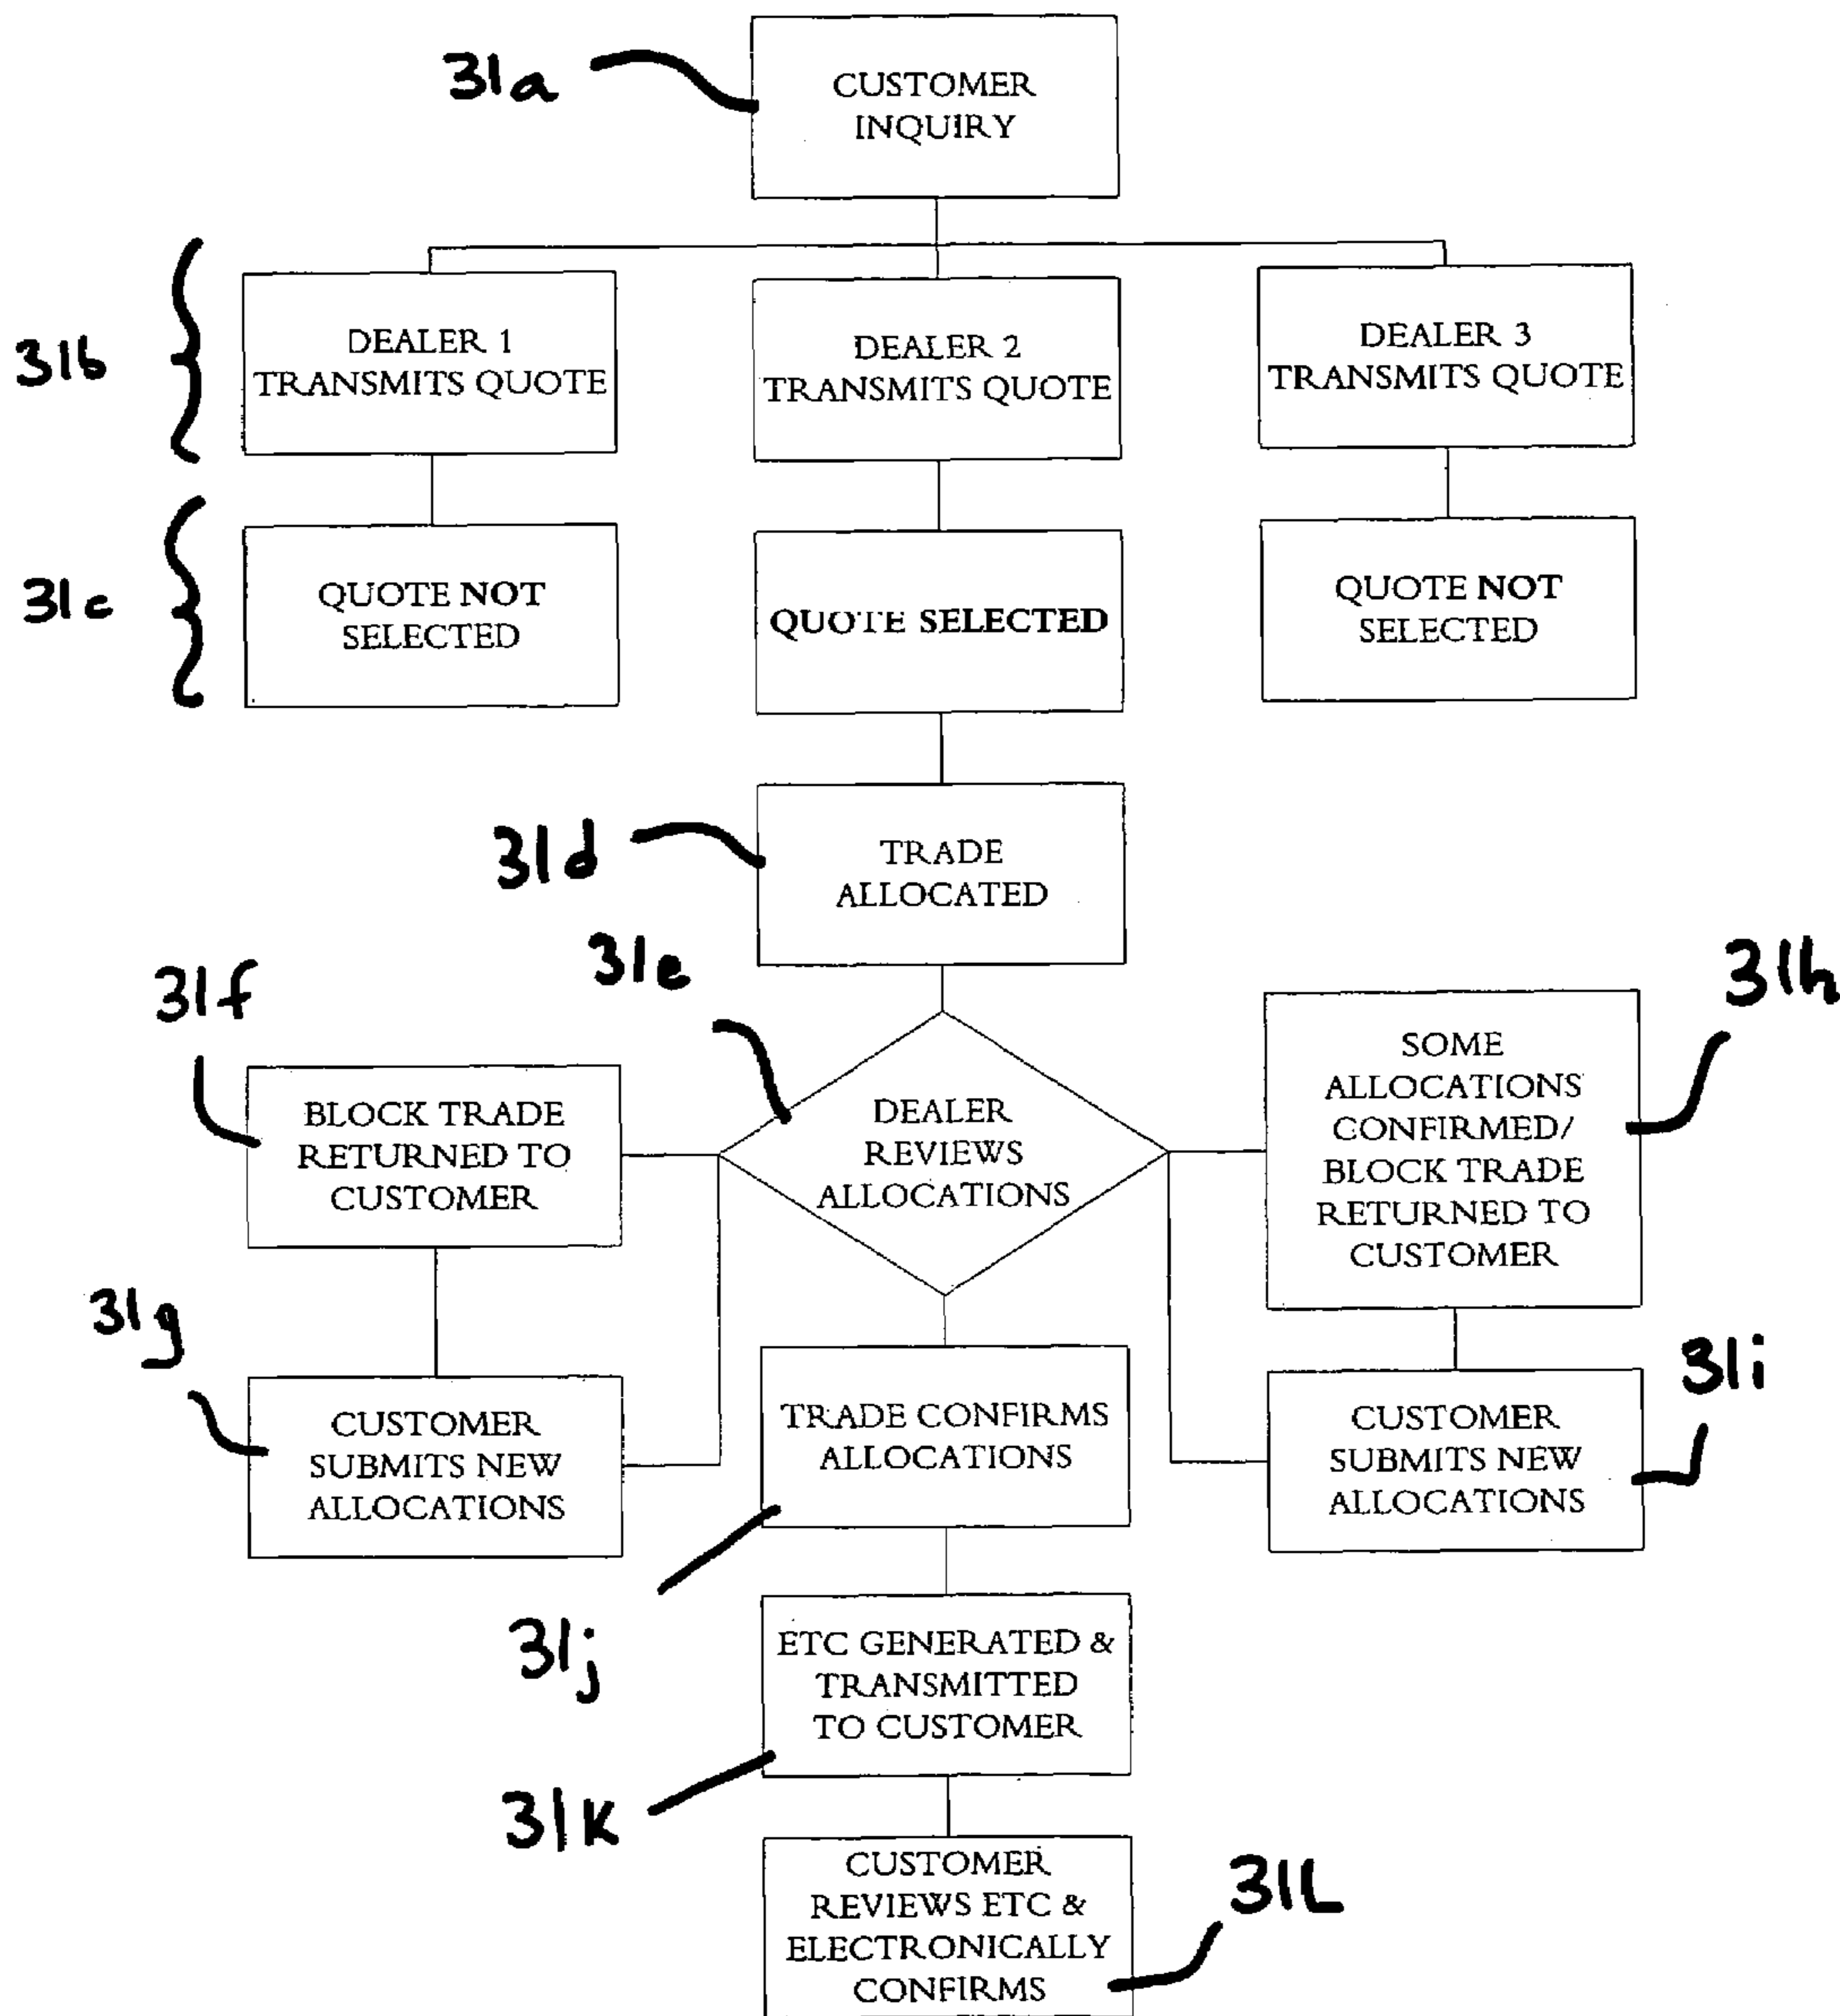 31a
CUSTOMER
INQUIRY
31b
DEALER 1
TRANSMITS QUOTE
DEALER 2
TRANSMITS QUOTE
DEALER 3
TRANSMITS QUOTE
31c
QUOTE NOT
SELECTED
QUOTE SELECTED
QUOTE NOT
SELECTED
31d
TRADE
ALLOCATED
31e
31f
BLOCK TRADE
RETURNED TO
CUSTOMER
DEALER
REVIEWS
ALLOCATIONS
31h
SOME
ALLOCATIONS
CONFIRMED/
BLOCK TRADE
RETURNED TO
CUSTOMER
31g
CUSTOMER
SUBMITS NEW
ALLOCATIONS
TRADE CONFIRMS
ALLOCATIONS
31i
CUSTOMER
SUBMITS NEW
ALLOCATIONS
31j
ETC GENERATED &
TRANSMITTED
TO CUSTOMER
31K
CUSTOMER
REVIEWS ETC &
ELECTRONICALLY
CONFIRMS
31L